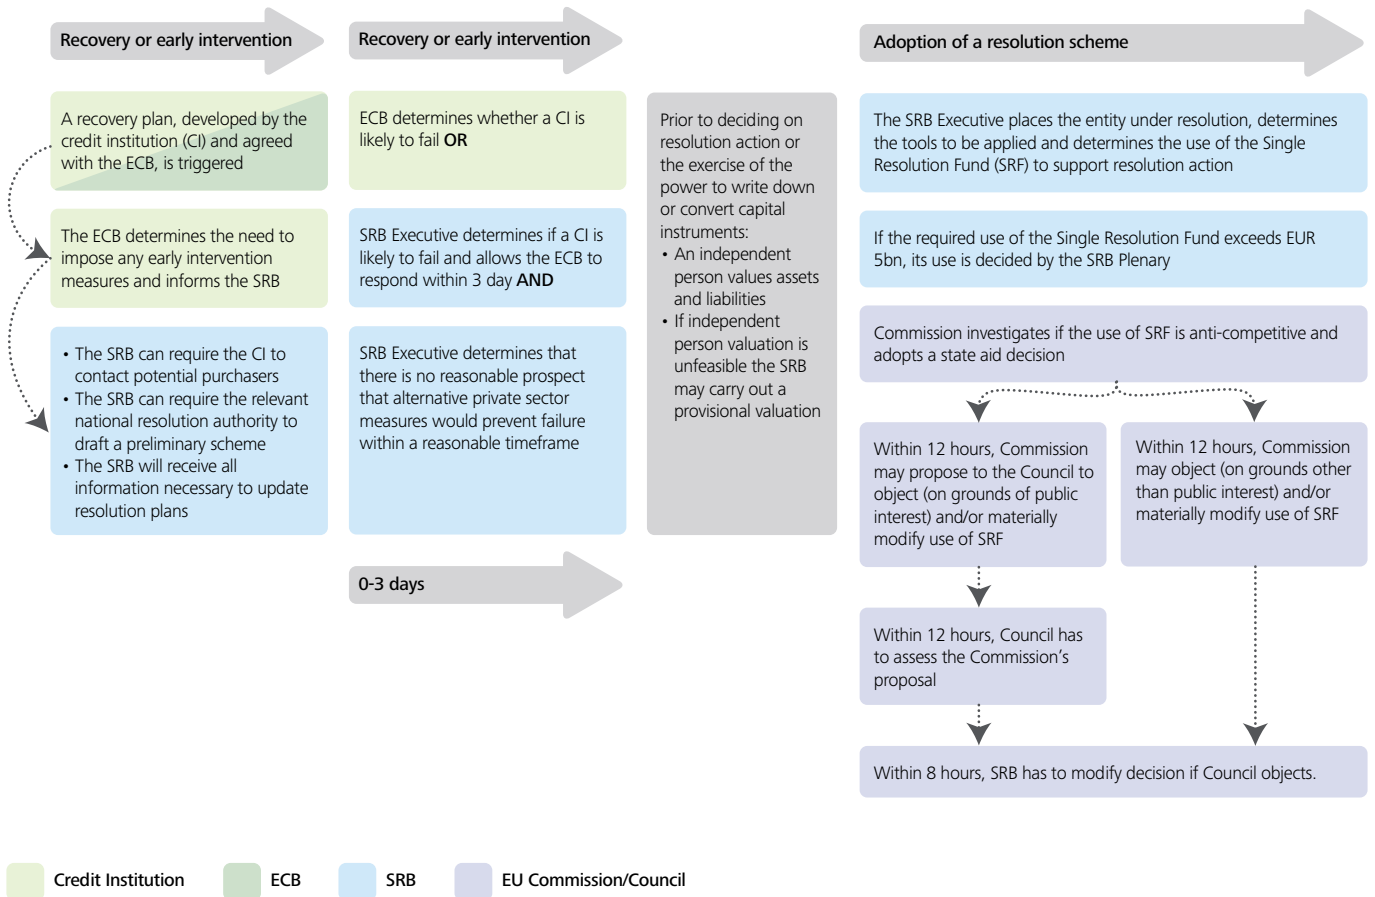 Recovery or early intervention
A recovery plan, developed by the
credit institution (CI) and agreed
with the ECB, is triggered
The ECB determines the need to
impose any early intervention
measures and informs the SRB
• The SRB can require the CI to
contact potential purchasers
• The SRB can require the relevant
national resolution authority to
draft a preliminary scheme
• The SRB will receive all
information necessary to update
resolution plans
Recovery or early intervention
ECB determines whether a CI is
likely to fail OR
SRB Executive determines if a CI is
likely to fail and allows the ECB to
respond within 3 day AND
SRB Executive determines that
there is no reasonable prospect
that alternative private sector
measures would prevent failure
within a reasonable timeframe
0-3 days
Prior to deciding on
resolution action or
the exercise of the
power to write down
or convert capital
instruments:
• An independent
person values assets
and liabilities
• If independent
person valuation is
unfeasible the SRB
may carry out a
provisional valuation
Adoption of a resolution scheme
The SRB Executive places the entity under resolution, determines
the tools to be applied and determines the use of the Single
Resolution Fund (SRF) to support resolution action
If the required use of the Single Resolution Fund exceeds EUR
5bn, its use is decided by the SRB Plenary
Commission investigates if the use of SRF is anti-competitive and
adopts a state aid decision
Within 12 hours, Commission
may propose to the Council to
object (on grounds of public
interest) and/or materially
modify use of SRF
Within 12 hours, Commission
may object (on grounds other
than public interest) and/or
materially modify use of SRF
Within 12 hours, Council has
to assess the Commission’s
proposal
Within 8 hours, SRB has to modify decision if Council objects.
Credit Institution
ECB
SRB
EU Commission/Council